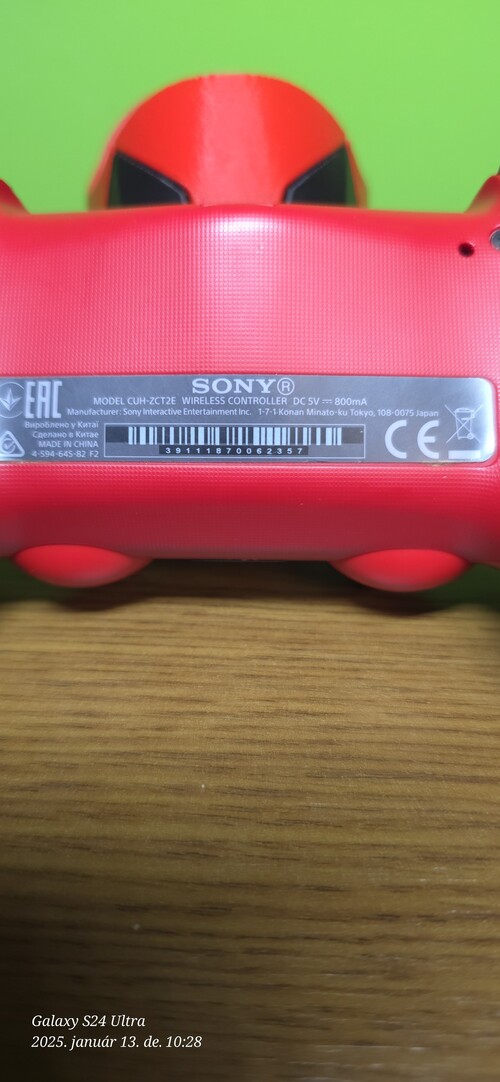 EAC
SONY®
MODEL CUH-ZCT2E WIRELESS CONTROLLER DC 5V ⎓ 800mA
Manufacturer: Sony Interactive Entertainment Inc. 1-7-1 Konan Minato-ku Tokyo, 108-0075 Japan
Вироблено у Китаї
Сделано в Китае
MADE IN CHINA
4-594-645-82 F2
39111870062357
CE
Galaxy S24 Ultra
2025. január 13. de. 10:28